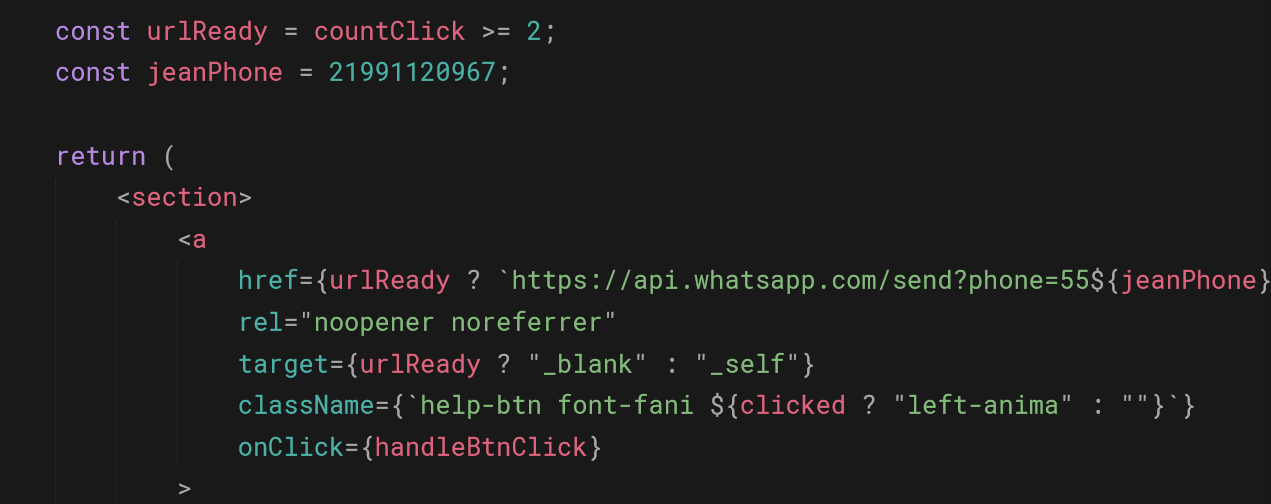 const urlReady = countClick >= 2;
const jeanPhone = 21991120967;
return (
<section>
<a
href={urlReady ? `https://api.whatsapp.com/send?phone=55${jeanPhone}
rel="noopener noreferrer"
target={urlReady ? "_blank" : "_self"}
className={`help-btn font-fani ${clicked ? "left-anima" : ""}`}
onClick={handleBtnClick}
>